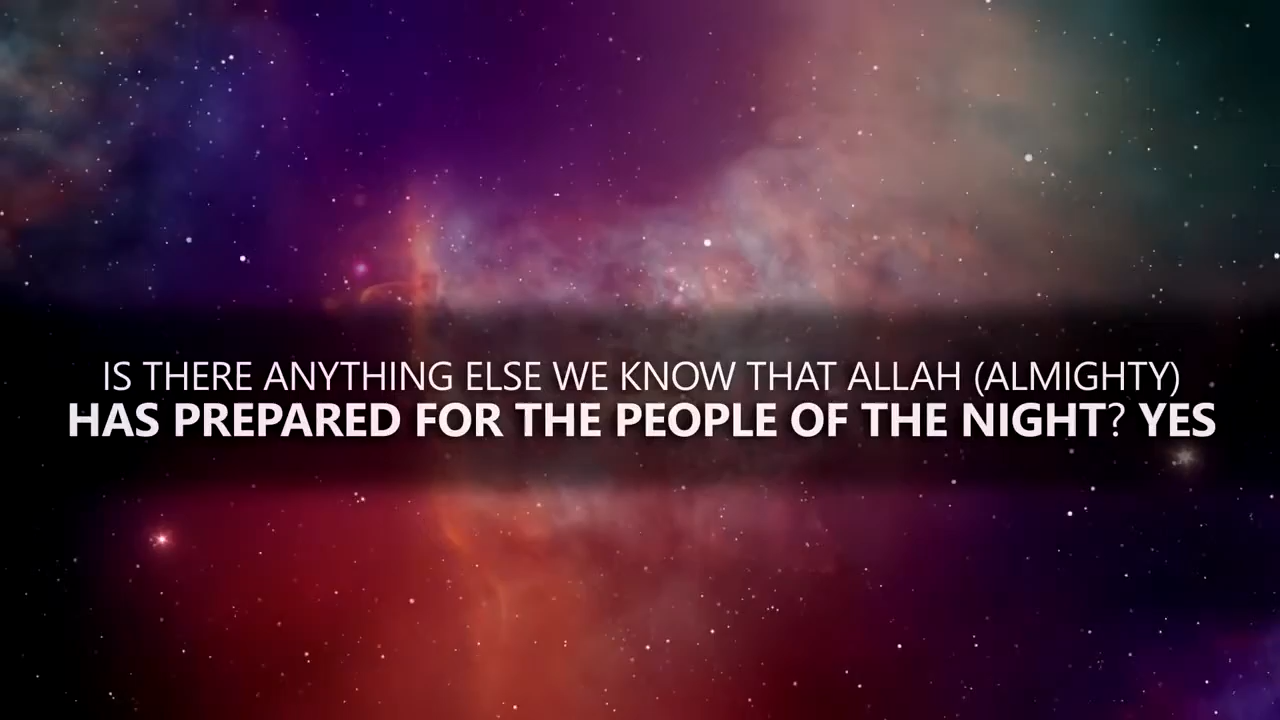 IS THERE ANYTHING ELSE WE KNOW THAT ALLAH (ALMIGHTY)
HAS PREPARED FOR THE PEOPLE OF THE NIGHT? YES